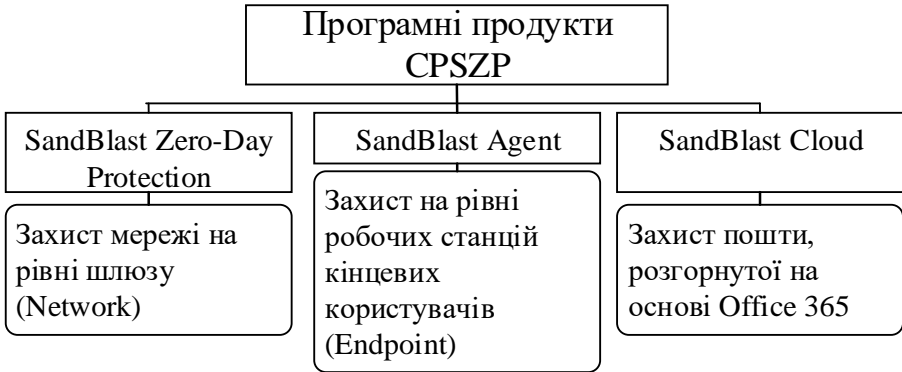 Програмні продукти
CPSZP
SandBlast Zero-Day
Protection
Захист мережі на
рівні шлюзу
(Network)
SandBlast Agent
Захист на рівні
робочих станцій
кінцевих
користувачів
(Endpoint)
SandBlast Cloud
Захист пошти,
розгорнутої на
основі Office 365